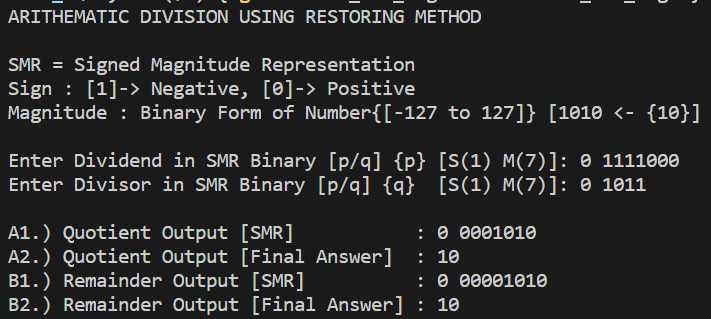 ARITHEMATIC DIVISION USING RESTORING METHOD
SMR = Signed Magnitude Representation
Sign : [1]-> Negative, [0]-> Positive
Magnitude : Binary Form of Number{[-127 to 127]} [1010 <- {10}]
Enter Dividend in SMR Binary [p/q] {p} [S(1) M(7)]: 0 1111000
Enter Divisor in SMR Binary [p/q] {q}  [S(1) M(7)]: 0 1011
A1.) Quotient Output [SMR]           : 0 0001010
A2.) Quotient Output [Final Answer]  : 10
B1.) Remainder Output [SMR]          : 0 00001010
B2.) Remainder Output [Final Answer] : 10